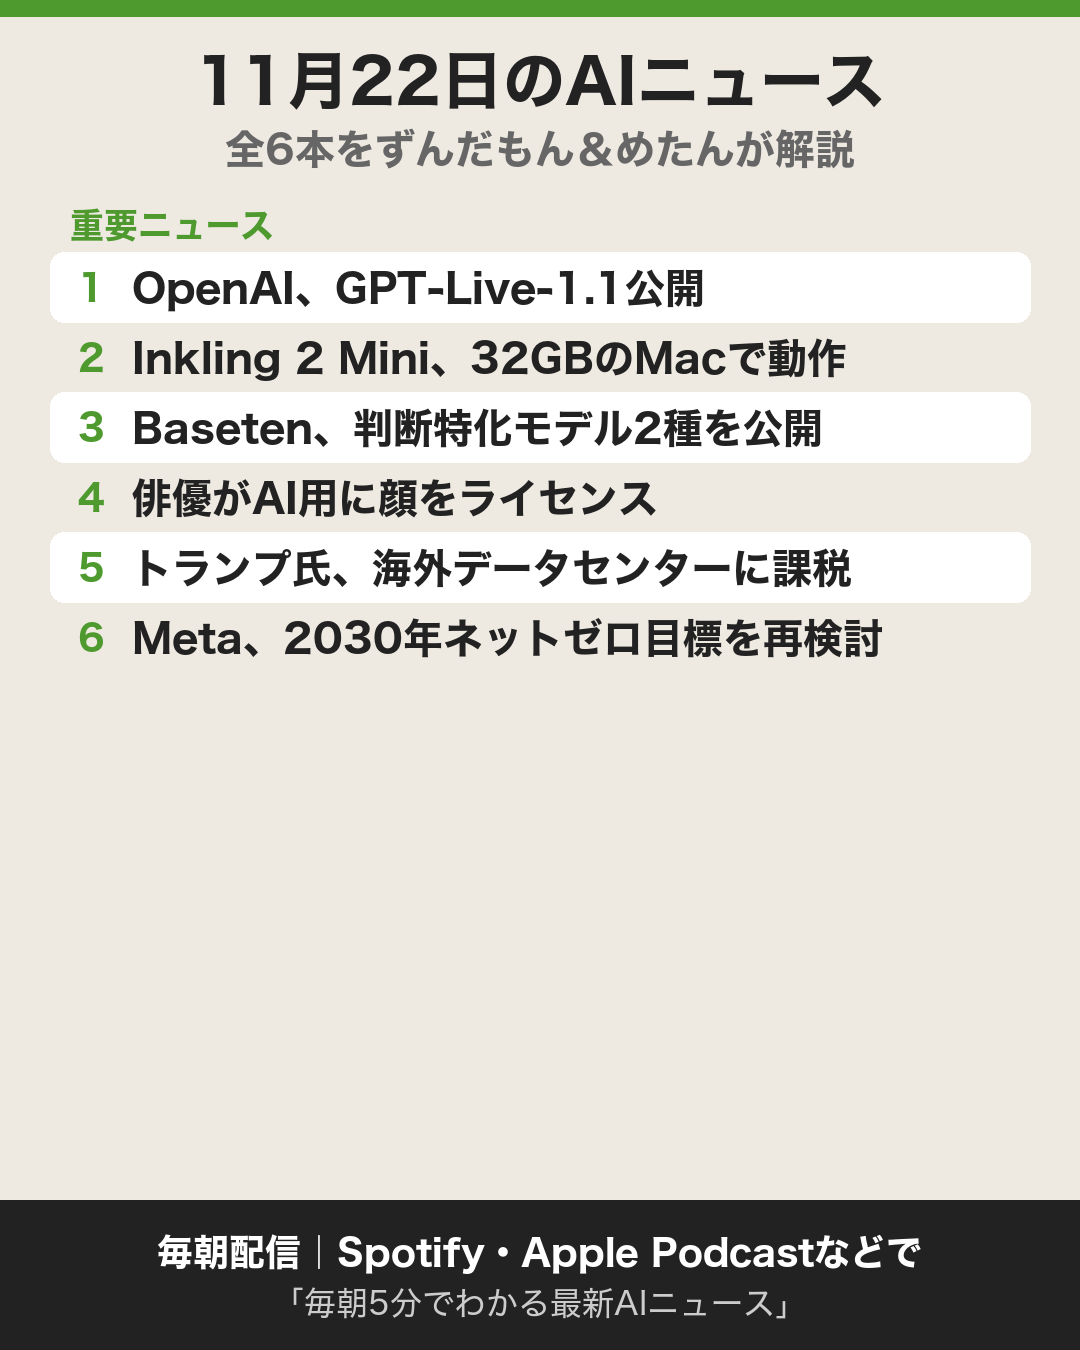 11月22日のAIニュース
全6本をずんだもん＆めたんが解説
重要ニュース
1 OpenAI、GPT-Live-1.1公開
2 Inkling 2 Mini、32GBのMacで動作
3 Baseten、判断特化モデル2種を公開
4 俳優がAI用に顔をライセンス
5 トランプ氏、海外データセンターに課税
6 Meta、2030年ネットゼロ目標を再検討
毎朝配信｜Spotify・Apple Podcastなどで
「毎朝5分でわかる最新AIニュース」